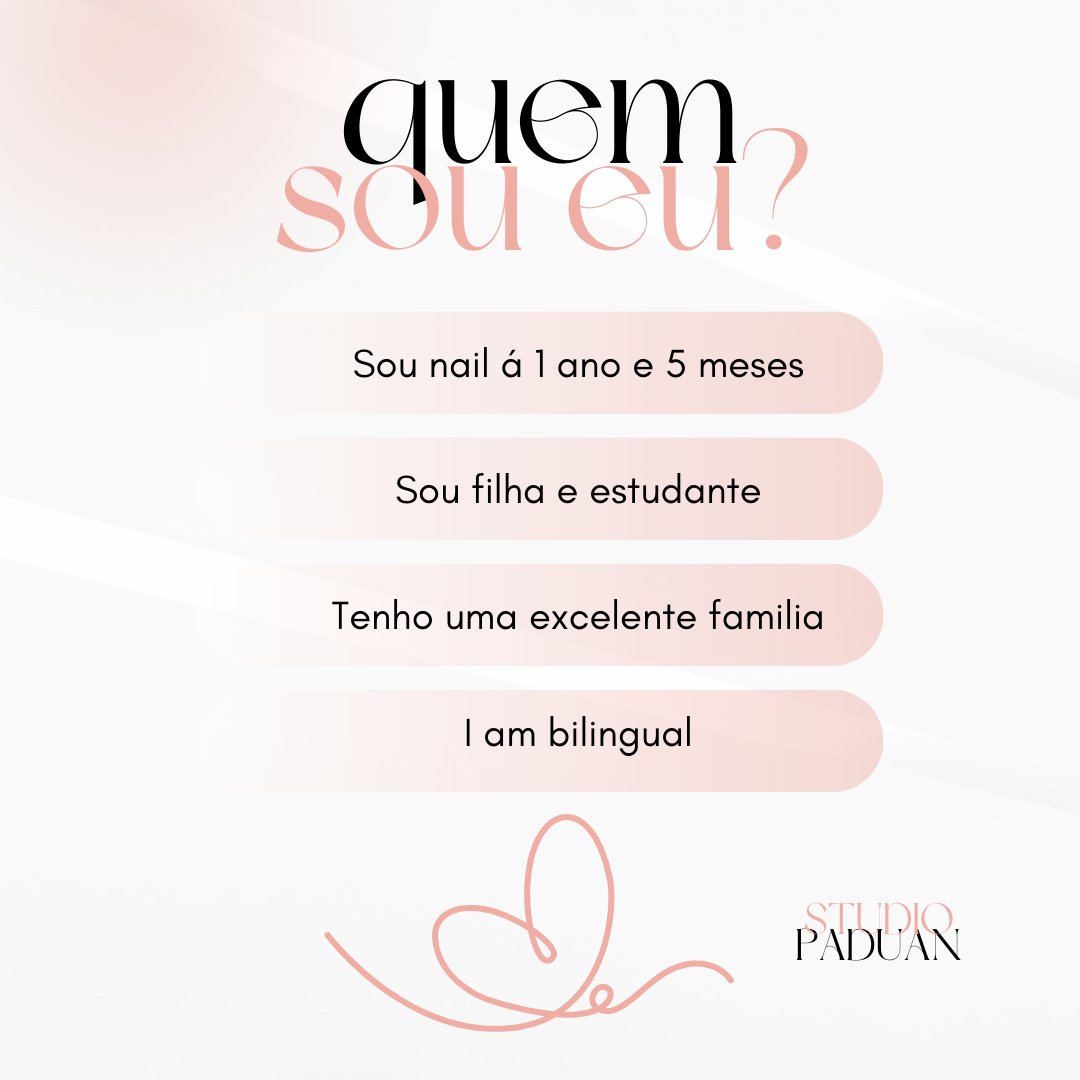 quem
sou eu?
Sou nail á 1 ano e 5 meses
Sou filha e estudante
Tenho uma excelente familia
I am bilingual
STUDIO
PADUAN